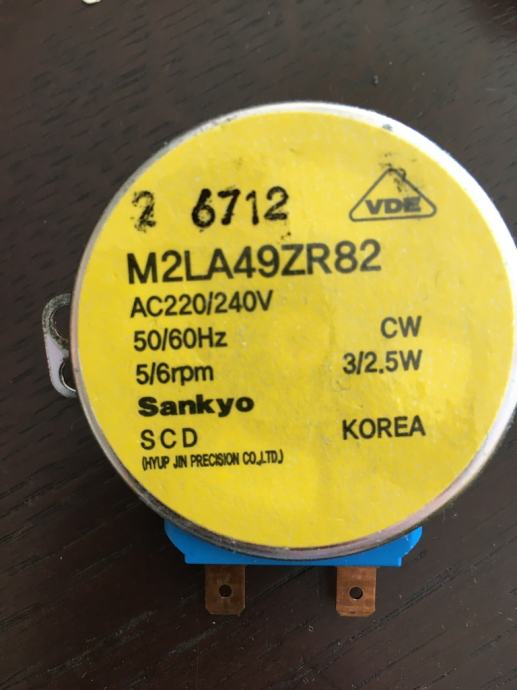 2 6712
VDE
M2LA49ZR82
AC220/240V
50/60Hz CW
5/6rpm 3/2.5W
Sankyo
SCD KOREA
(HYUP JIN PRECISION CO.,LTD.)